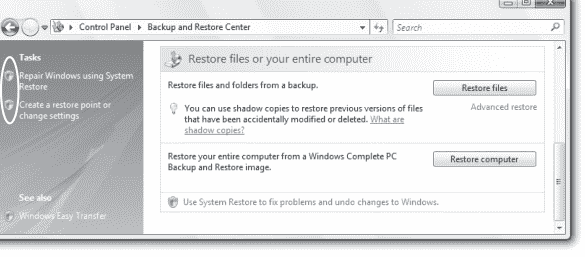 Control Panel ▸ Backup and Restore Center
Search
Tasks
Repair Windows using System
Restore
Create a restore point or
change settings
See also
Windows Easy Transfer
Restore files or your entire computer
Restore files and folders from a backup.
Restore files
You can use shadow copies to restore previous versions of files
that have been accidentally modified or deleted. What are
shadow copies?
Advanced restore
Restore your entire computer from a Windows Complete PC
Backup and Restore image.
Restore computer
Use System Restore to fix problems and undo changes to Windows.